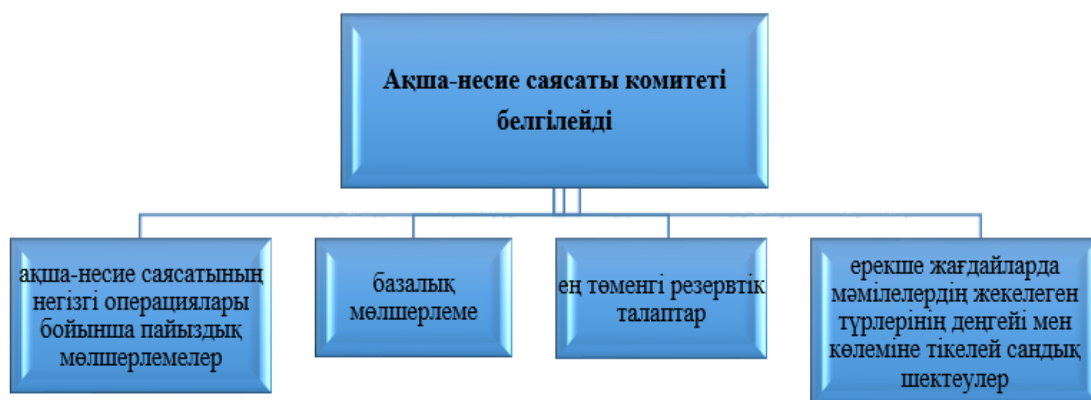 Ақша-несие саясаты комитеті
белгілейді
ақша-несие саясатының
негізгі операциялары
бойынша пайыздық
мөлшерлемелер
базалық
мөлшерлеме
ең төменгі резервтік
талаптар
ерекше жағдайларда
мәмілелердің жекелеген
түрлерінің деңгейі мен
көлеміне тікелей сандық
шектеулер